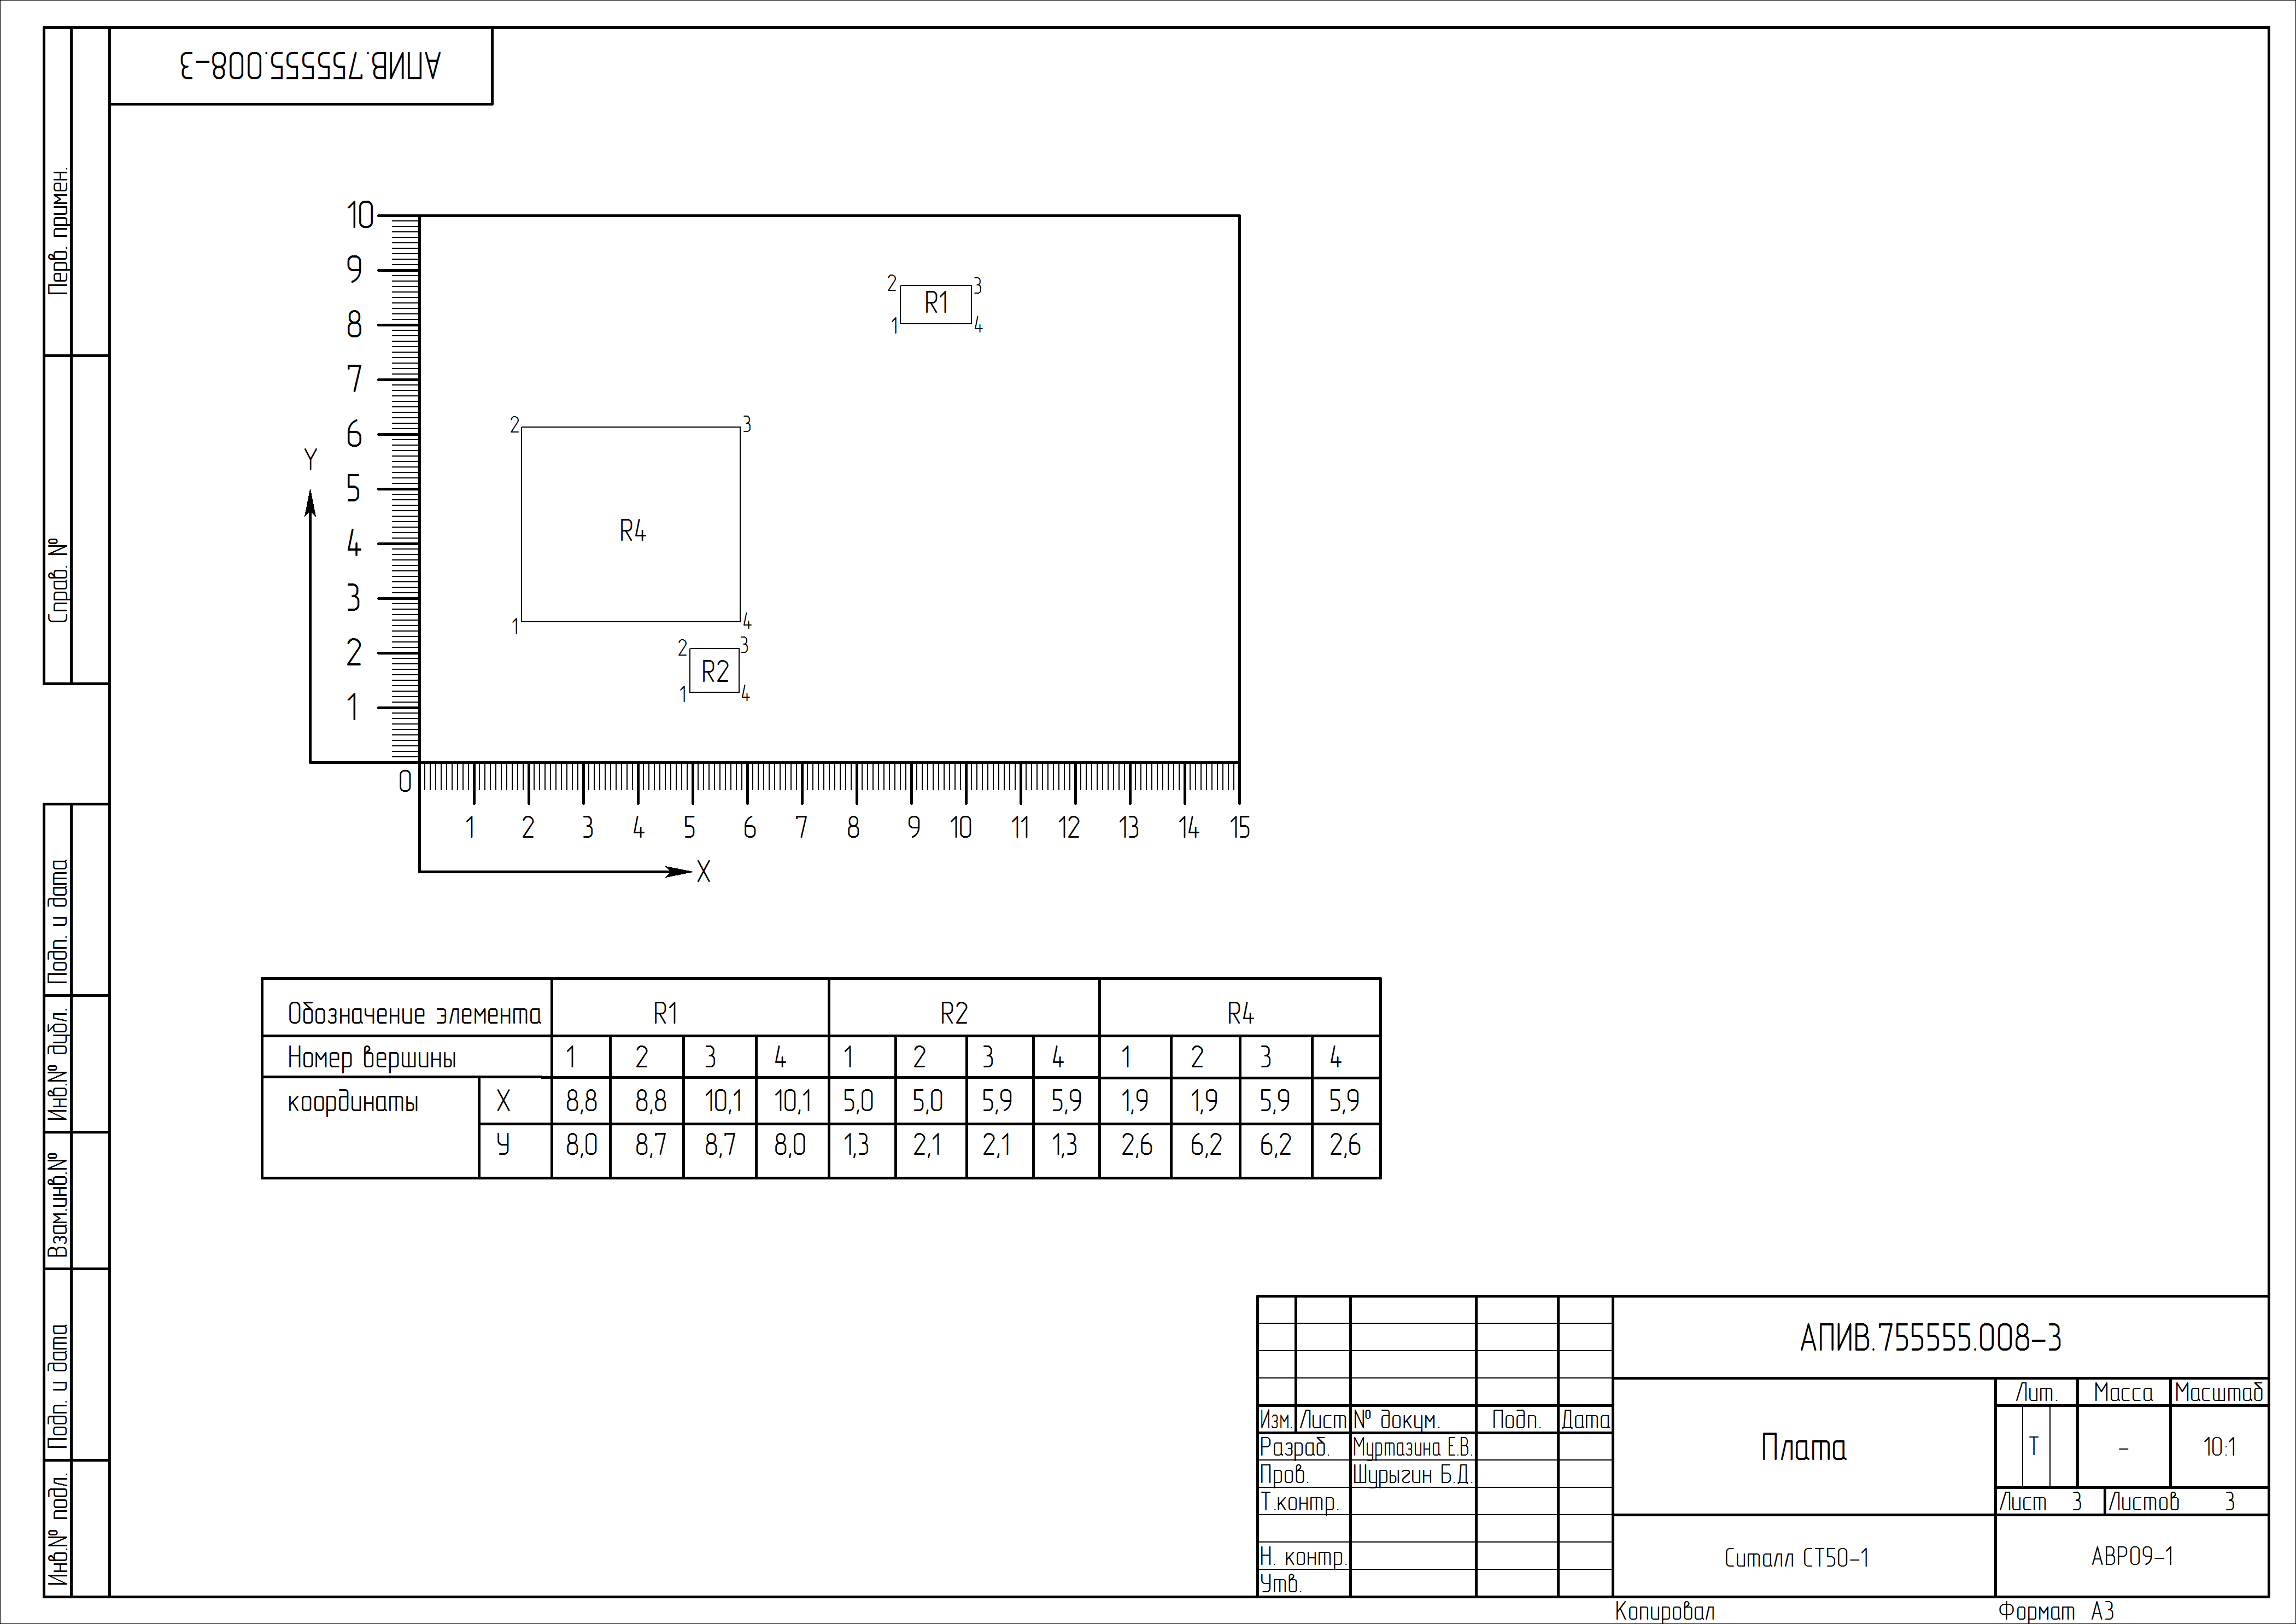 АПИВ.755555.008-3
Перв. примен.
Справ. №
Подп. и дата
Инв.№ дубл.
Взам.инв.№
Подп. и дата
Инв.№ подл.
10
9
8
7
6
5
4
3
2
1
0
Y
2 3
R1
1 4
2 3
R4
1 4
2 3
R2
1 4
1 2 3 4 5 6 7 8 9 10 11 12 13 14 15
X
Обозначение элемента R1 R2 R4
Номер вершины 1 2 3 4 1 2 3 4 1 2 3 4
координаты X 8,8 8,8 10,1 10,1 5,0 5,0 5,9 5,9 1,9 1,9 5,9 5,9
У 8,0 8,7 8,7 8,0 1,3 2,1 2,1 1,3 2,6 6,2 6,2 2,6
АПИВ.755555.008-3
Изм. Лист № докум. Подп. Дата
Разраб. Муртазина Е.В.
Пров. Шурыгин Б.Д.
Т.контр.
Н. контр.
Утв.
Плата
Лит. Масса Масштаб
Т - 10:1
Лист 3 Листов 3
Ситалл СТ50-1
АВР09-1
Копировал Формат А3